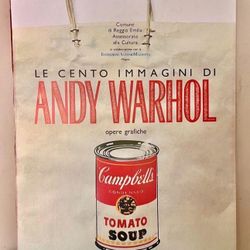 Comune
di Reggio Emilia
Assessorato
alla Cultura
LE CENTO IMMAGINI DI
ANDY WARHOL
opere grafiche
Campbell's
CONDENSED
TOMATO
SOUP